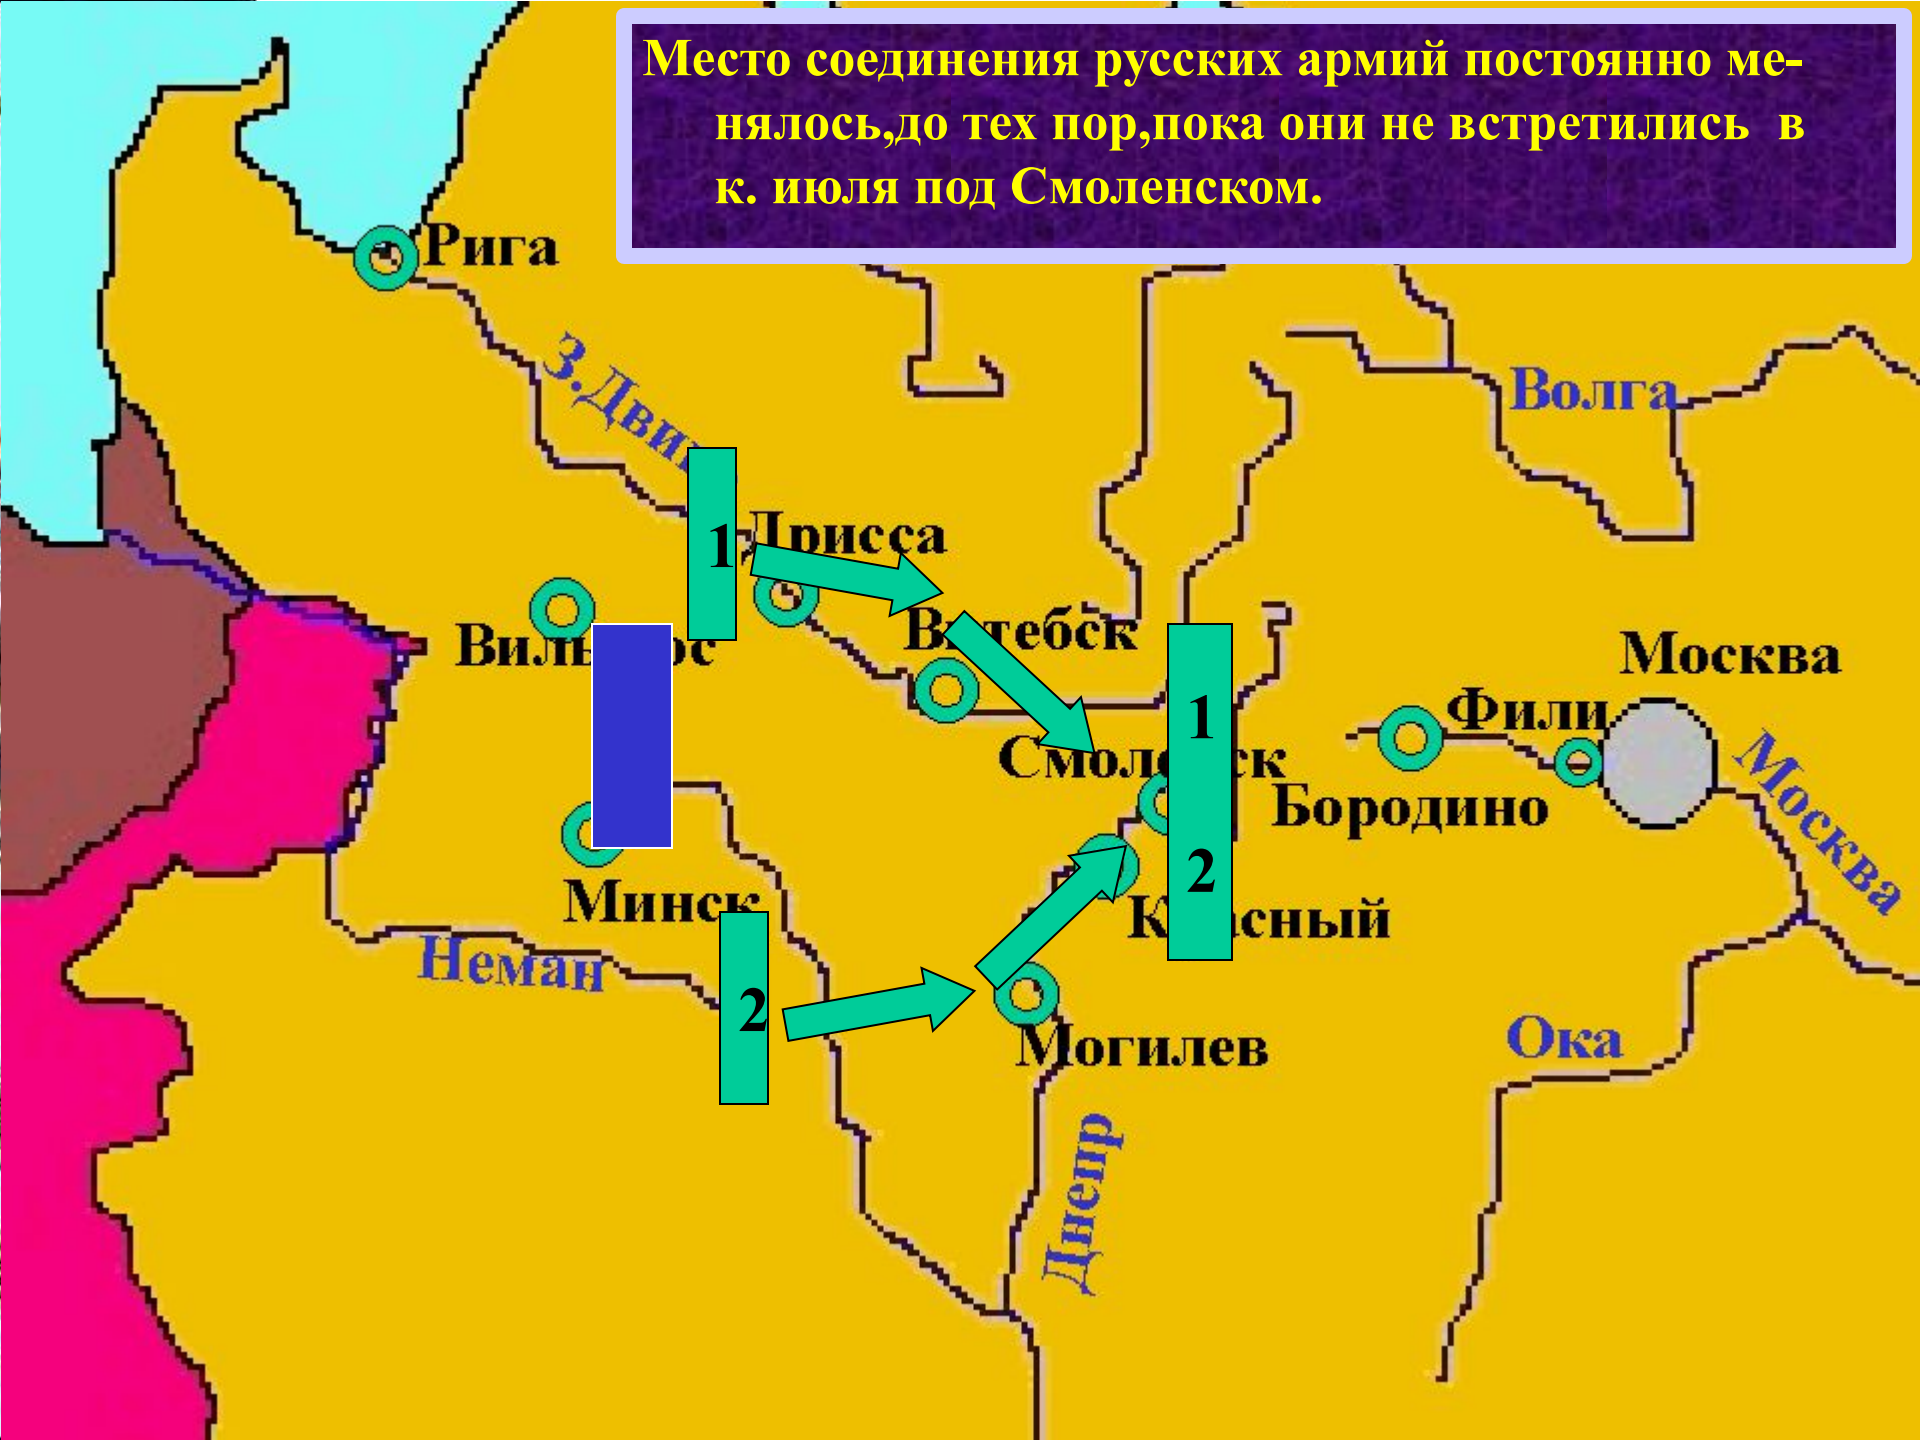 Место соединения русских армий постоянно ме-
нялось,до тех пор,пока они не встретились в
к. июля под Смоленском.
Рига
Волга
1
Дрисса
Витебск
Москва
Фили
1
Бородино
Москва
2
Минск
Неман
2
Могилев
Ока
Днепр